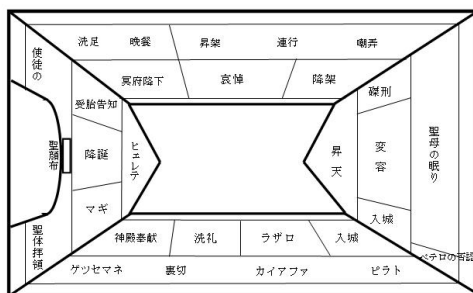 洗足 晩餐 昇架 連行 嘲弄
使徒の
冥府降下 哀悼 降架
磔刑
受胎告知
聖母の眠り
聖顔布 降誕 ヒュレテ 昇天 変容
マギ
入城
聖体拝領
神殿奉献 洗礼 ラザロ 入城
ペテロの否認
ゲツセマネ 裏切 カイアファ ピラト